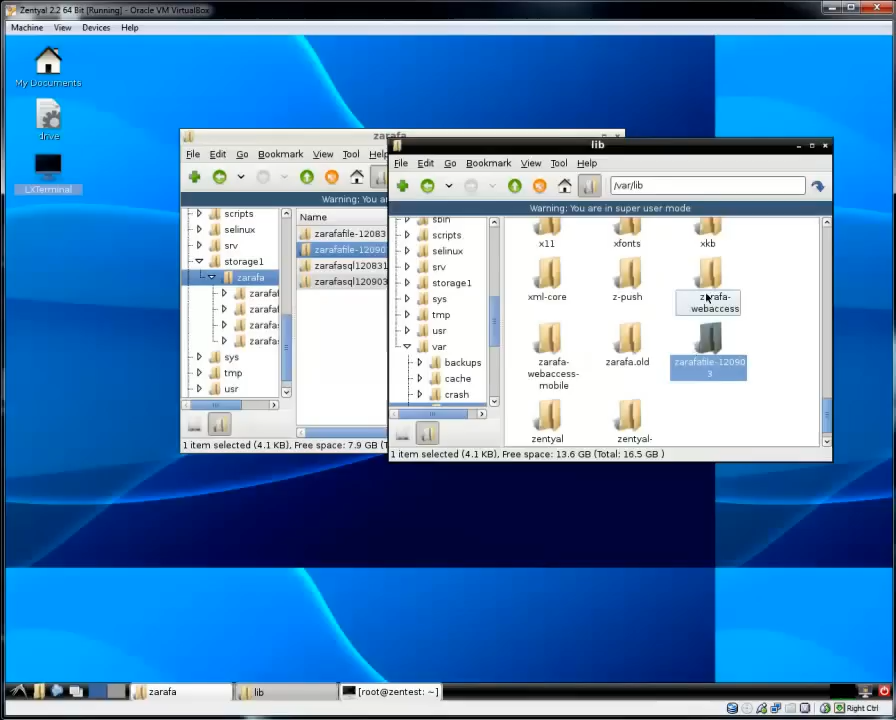 Zentyal 2.2 64 Bit [Running] - Oracle VM VirtualBox
Machine View Devices Help
My Documents
drive
LXTerminal
zarafa
File Edit Go Bookmark View Tool Help
Warning: You are
scripts
selinux
srv
storage1
zarafa
zarafaf
zarafaf
zarafas
zarafas
sys
tmp
usr
Name
zarafafile-12083
zarafafile-12090
zarafasql120831
zarafasql120903
1 item selected (4.1 KB), Free space: 7.9 GB (T
lib
File Edit Go Bookmark View Tool Help
/var/lib
Warning: You are in super user mode
sbin
scripts
selinux
srv
storage1
sys
tmp
usr
var
backups
cache
crash
x11 xfonts xkb
xml-core z-push zarafa-
webaccess
zarafa-
webaccess-
mobile
zarafa.old
zarafafile-12090
3
zentyal zentyal-
1 item selected (4.1 KB), Free space: 13.6 GB (Total: 16.5 GB )
zarafa lib [root@zentest: ~]
Right Ctrl